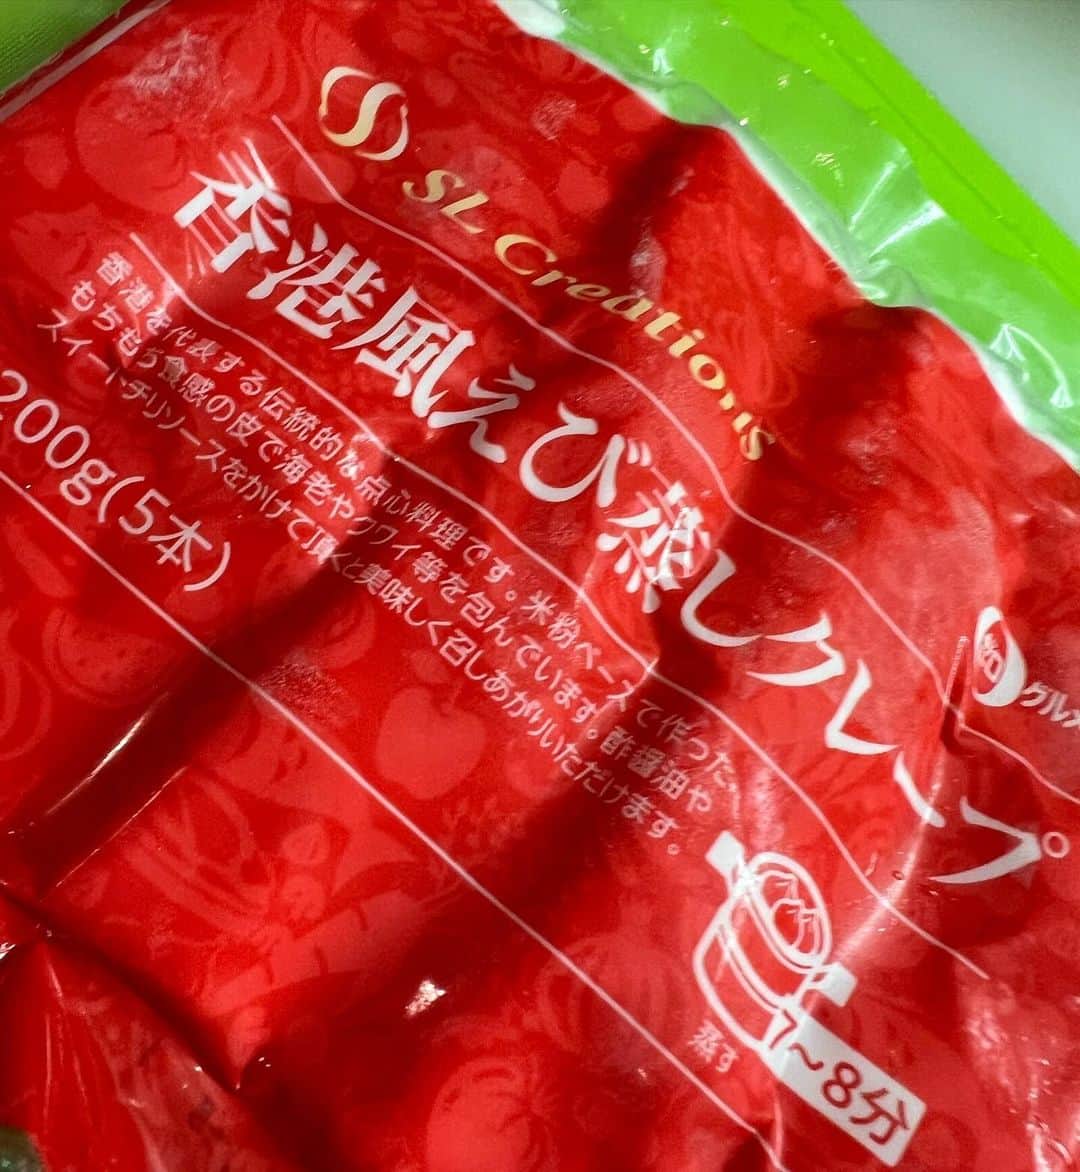 SL Creations
香港風えび蒸しクレープ
香港を代表する伝統的な点心料理です。米粉ベースで作った、
もちもち食感の皮で海老やクワイ等を包んでいます。酢醤油や
スイートチリソースをかけて頂くと美味しく召しあがりいただけます。
200g(5本)
グルメ
蒸す
7~8分